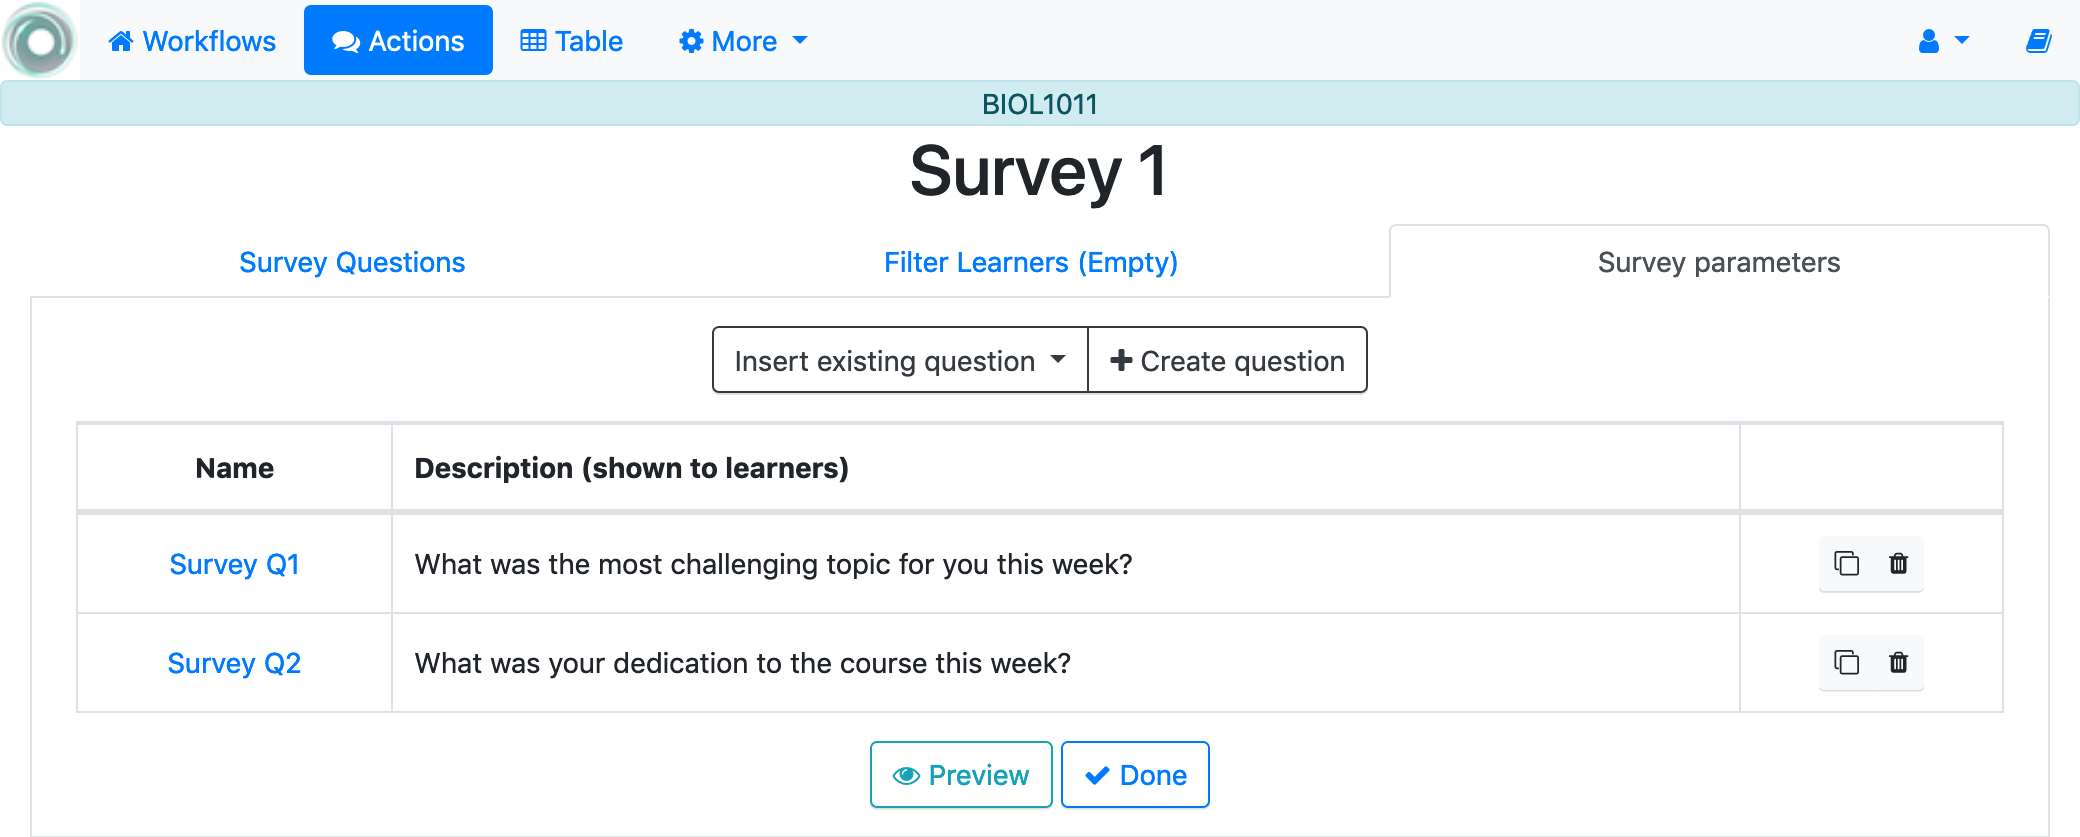 Workflows Actions Table More
BIOL1011
Survey 1
Survey Questions Filter Learners (Empty) Survey parameters
Insert existing question Create question
Name Description (shown to learners)
Survey Q1 What was the most challenging topic for you this week?
Survey Q2 What was your dedication to the course this week?
Preview Done